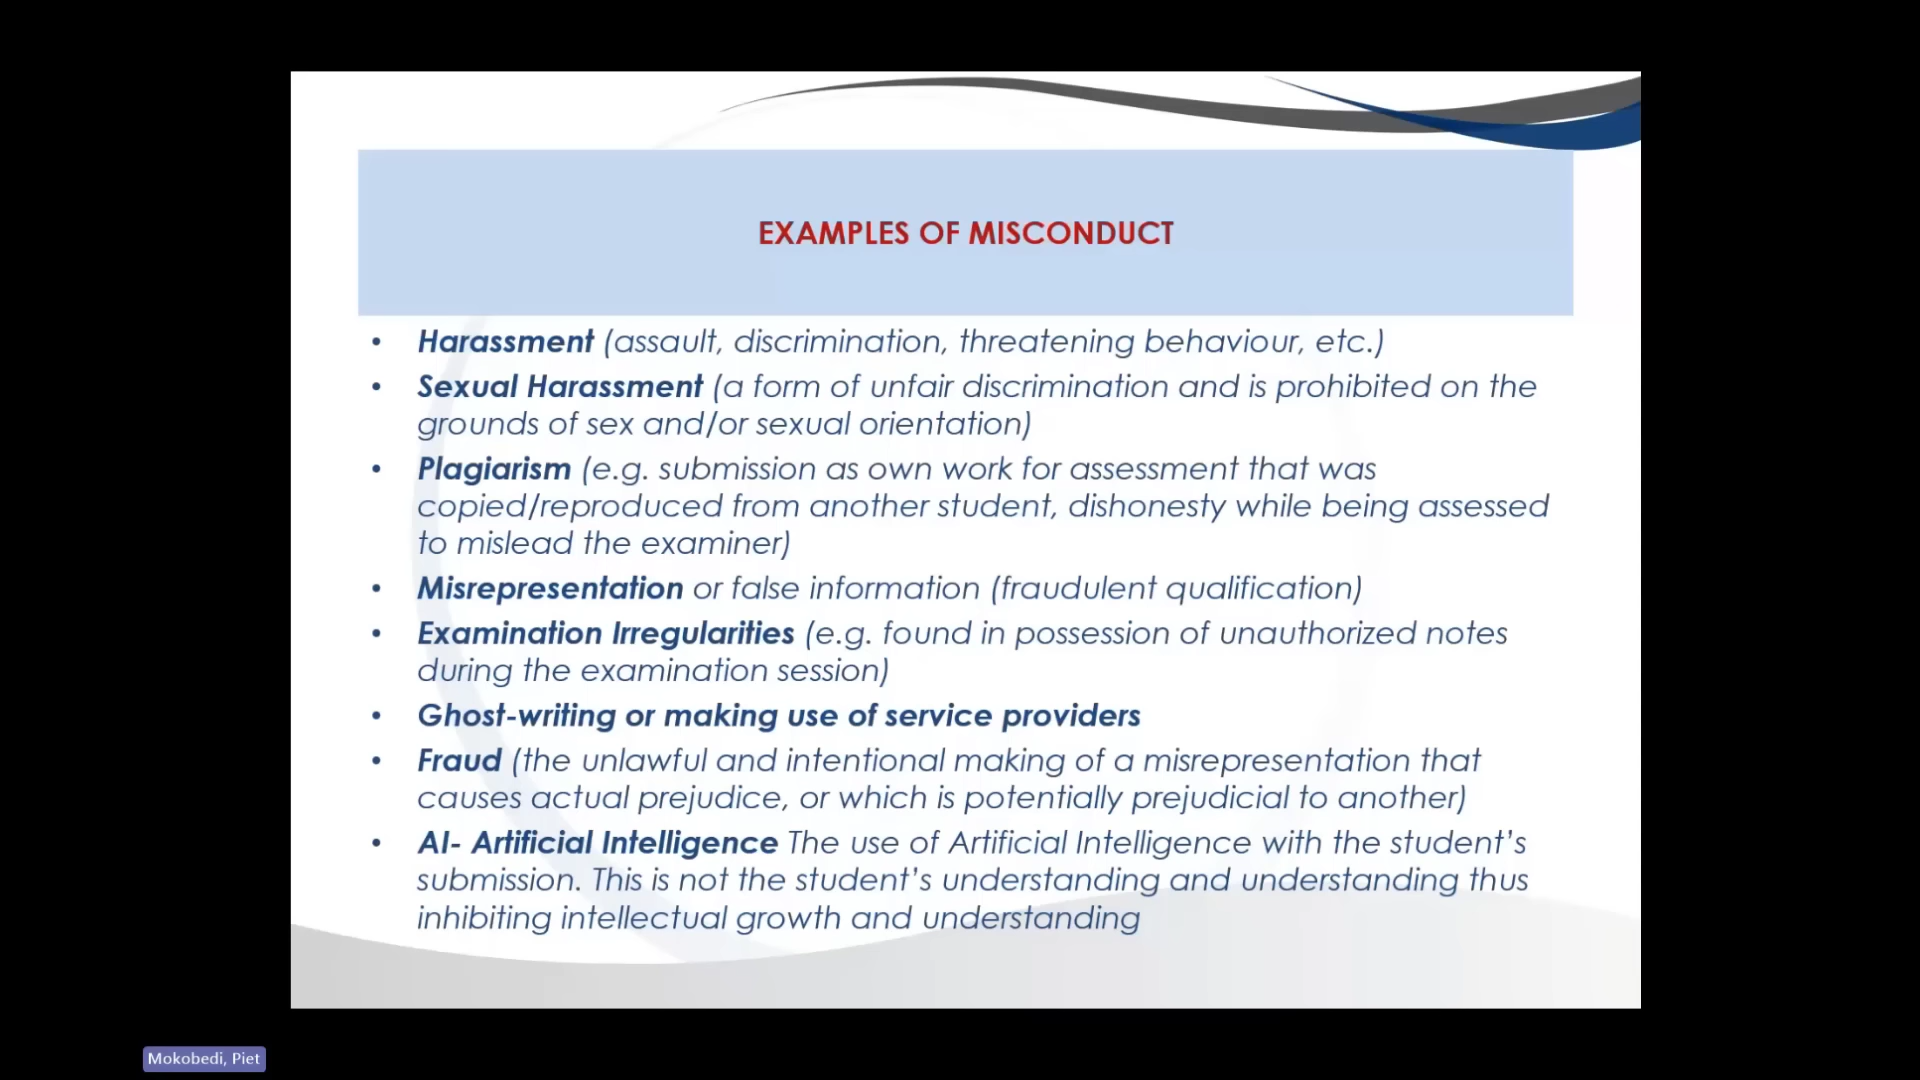 EXAMPLES OF MISCONDUCT
• Harassment (assault, discrimination, threatening behaviour, etc.)
• Sexual Harassment (a form of unfair discrimination and is prohibited on the
grounds of sex and/or sexual orientation)
• Plagiarism (e.g. submission as own work for assessment that was
copied/reproduced from another student, dishonesty while being assessed
to mislead the examiner)
• Misrepresentation or false information (fraudulent qualification)
• Examination Irregularities (e.g. found in possession of unauthorized notes
during the examination session)
• Ghost-writing or making use of service providers
• Fraud (the unlawful and intentional making of a misrepresentation that
causes actual prejudice, or which is potentially prejudicial to another)
• AI- Artificial Intelligence The use of Artificial Intelligence with the student’s
submission. This is not the student’s understanding and understanding thus
inhibiting intellectual growth and understanding
Mokobedi, Piet